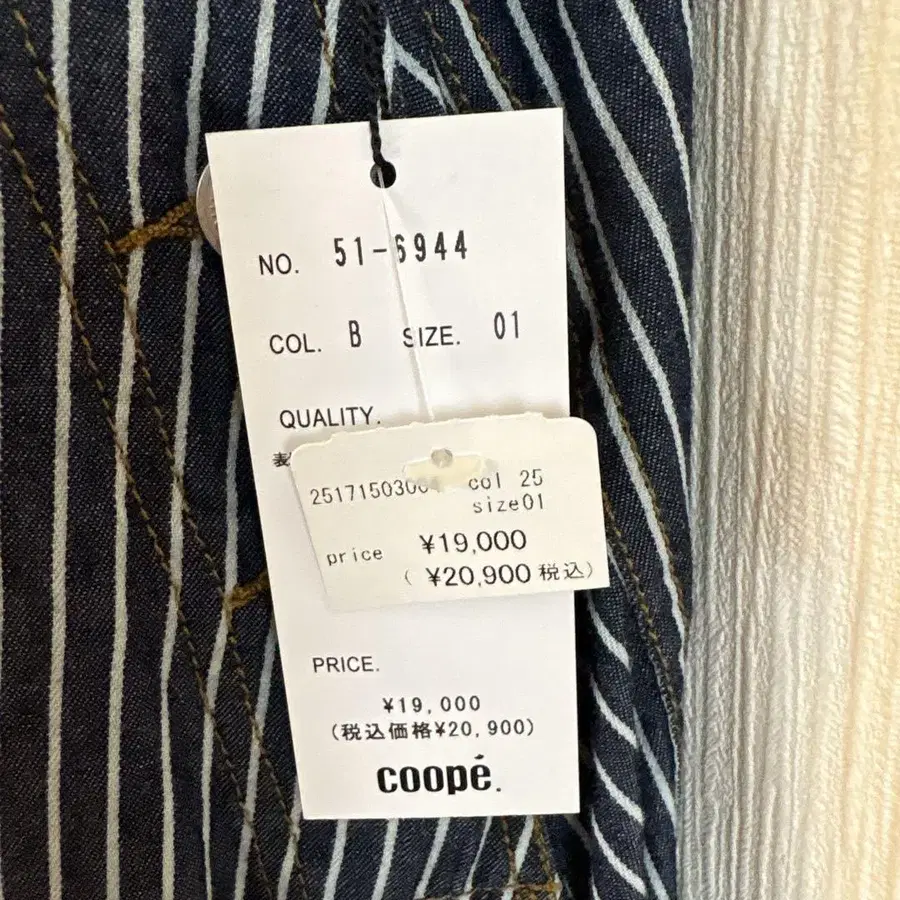 NO. 51-6944
COL. B SIZE. 01
QUALITY.
表
col 25
size01
price ¥19,000
( ¥20,900 税込)
PRICE.
¥19,000
(税込価格¥20,900)
coopé.